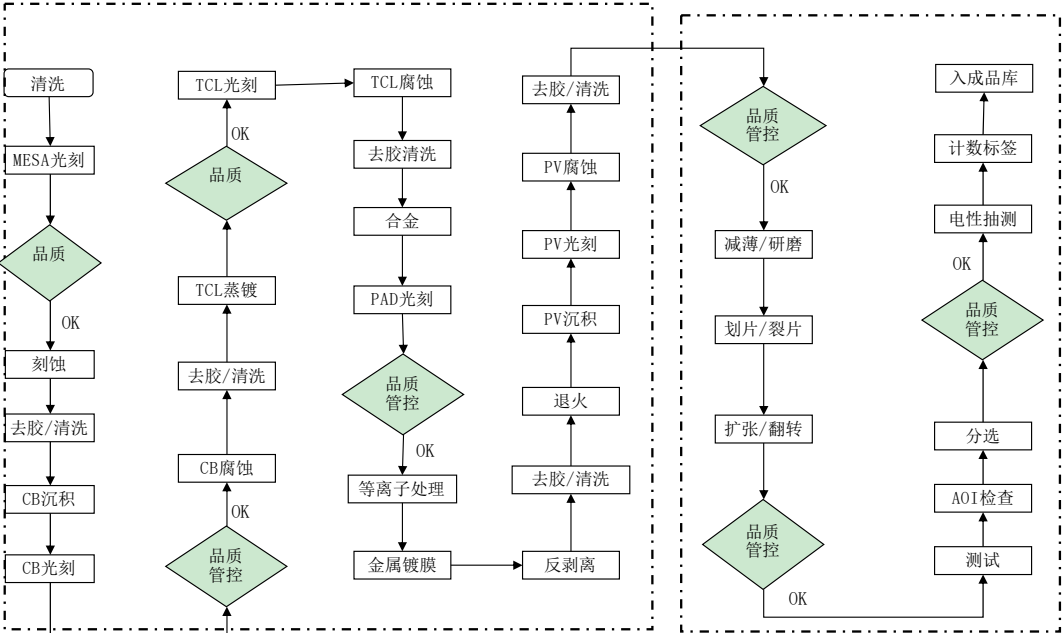 清洗
MESA光刻
品质
OK
刻蚀
去胶/清洗
CB沉积
CB光刻
品质
管控
OK
CB腐蚀
去胶/清洗
TCL蒸镀
品质
OK
TCL光刻
TCL腐蚀
去胶清洗
合金
PAD光刻
品质
管控
OK
等离子处理
金属镀膜
反剥离
去胶/清洗
退火
PV沉积
PV光刻
PV腐蚀
去胶/清洗
品质
管控
OK
减薄/研磨
划片/裂片
扩张/翻转
品质
管控
OK
测试
AOI检查
分选
品质
管控
OK
电性抽测
计数标签
入成品库